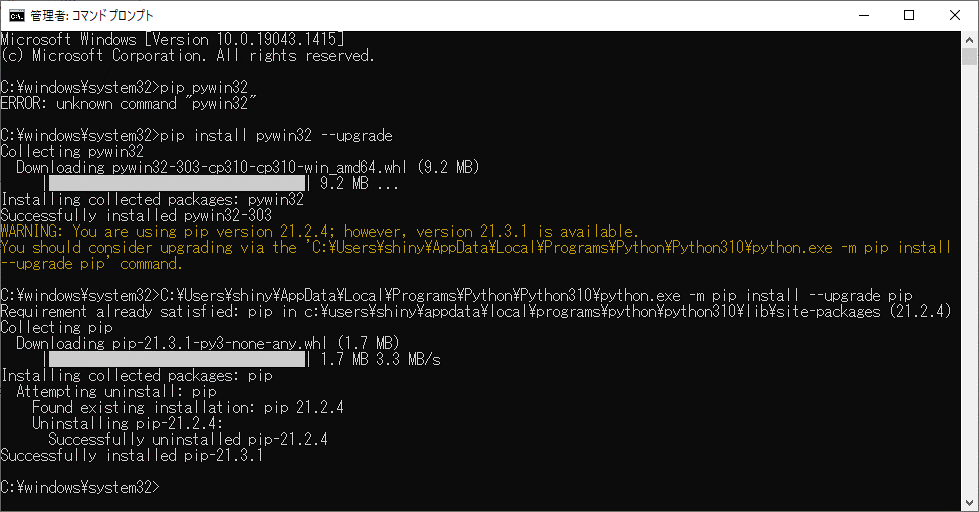 管理者: コマンドプロンプト
Microsoft Windows [Version 10.0.19043.1415]
(c) Microsoft Corporation. All rights reserved.
C:¥windows¥system32>pip pywin32
ERROR: unknown command "pywin32"
C:¥windows¥system32>pip install pywin32 --upgrade
Collecting pywin32
Downloading pywin32-303-cp310-cp310-win_amd64.whl (9.2 MB)
| | 9.2 MB ...
Installing collected packages: pywin32
Successfully installed pywin32-303
WARNING: You are using pip version 21.2.4; however, version 21.3.1 is available.
You should consider upgrading via the 'C:¥Users¥shiny¥AppData¥Local¥Programs¥Python¥Python310¥python.exe -m pip install
--upgrade pip' command.
C:¥windows¥system32>C:¥Users¥shiny¥AppData¥Local¥Programs¥Python¥Python310¥python.exe -m pip install --upgrade pip
Requirement already satisfied: pip in c:¥users¥shiny¥appdata¥local¥programs¥python¥python310¥lib¥site-packages (21.2.4)
Collecting pip
Downloading pip-21.3.1-py3-none-any.whl (1.7 MB)
| | 1.7 MB 3.3 MB/s
Installing collected packages: pip
Attempting uninstall: pip
Found existing installation: pip 21.2.4
Uninstalling pip-21.2.4:
Successfully uninstalled pip-21.2.4
Successfully installed pip-21.3.1
C:¥windows¥system32>